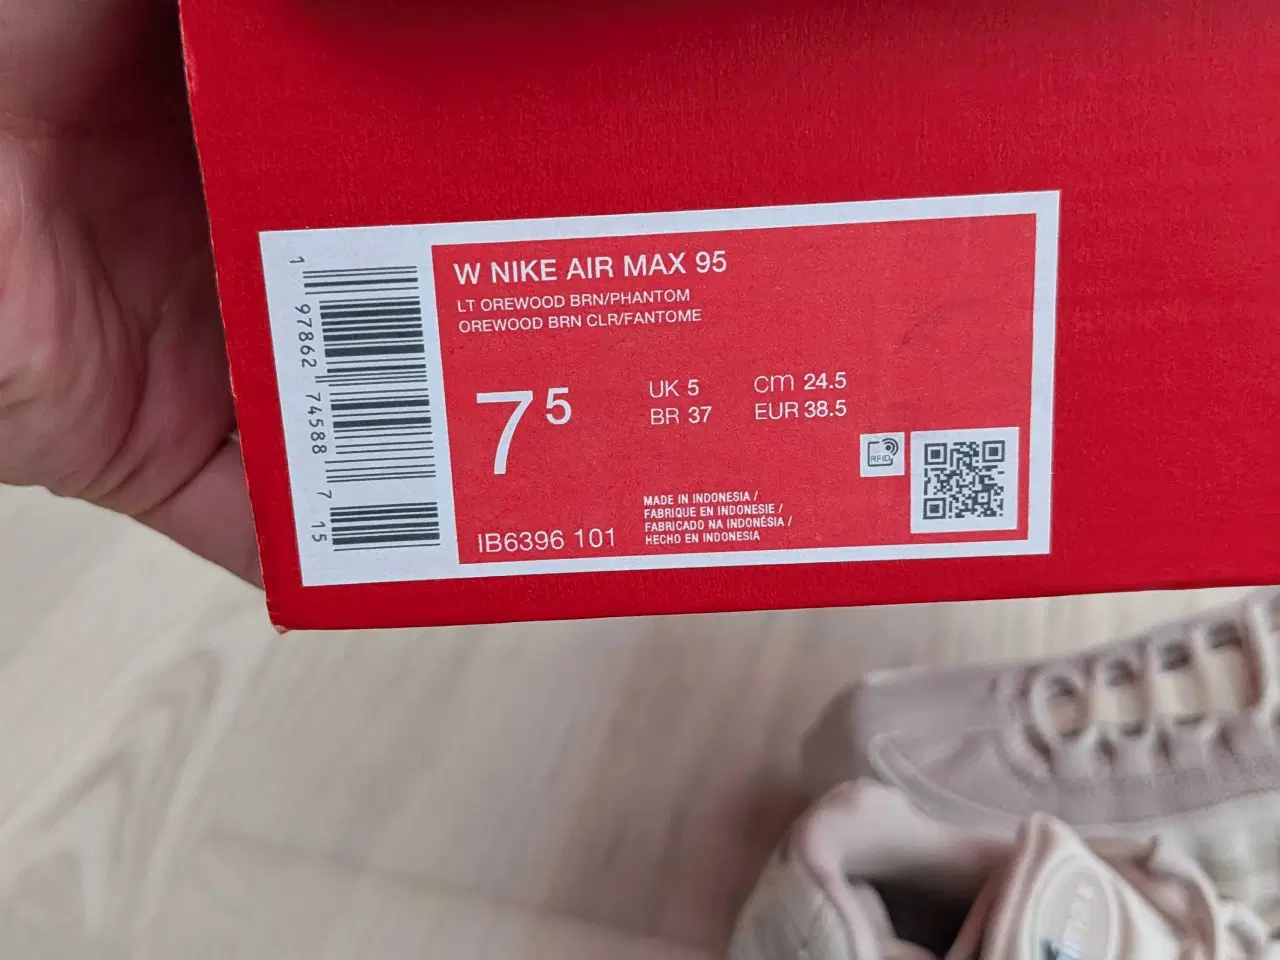 W NIKE AIR MAX 95
LT OREWOOD BRN/PHANTOM
OREWOOD BRN CLR/FANTOME
7 5
UK 5
BR 37
cm 24.5
EUR 38.5
RFID
IB6396 101
MADE IN INDONESIA /
FABRIQUE EN INDONESIE /
FABRICADO NA INDONÉSIA /
HECHO EN INDONESIA
1 97862 74588 7 15